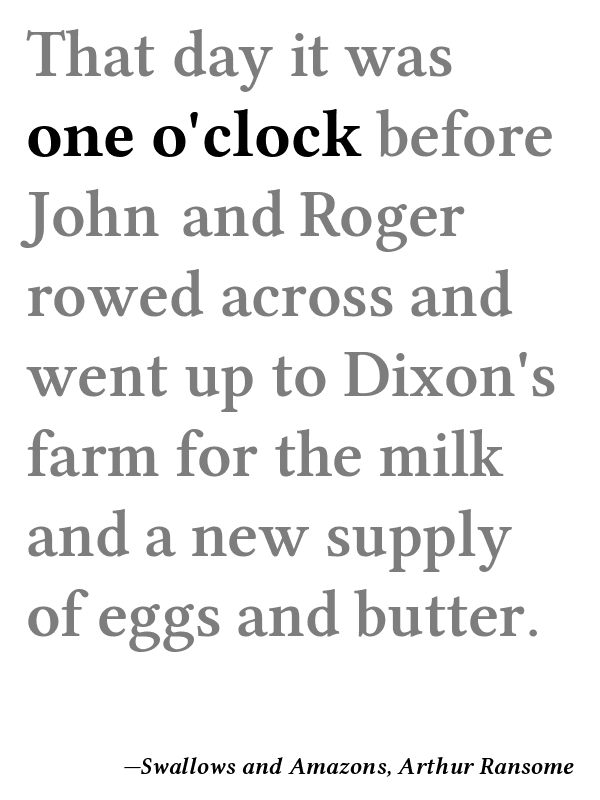 That day it was
one o'clock before
John and Roger
rowed across and
went up to Dixon's
farm for the milk
and a new supply
of eggs and butter.
—Swallows and Amazons, Arthur Ransome